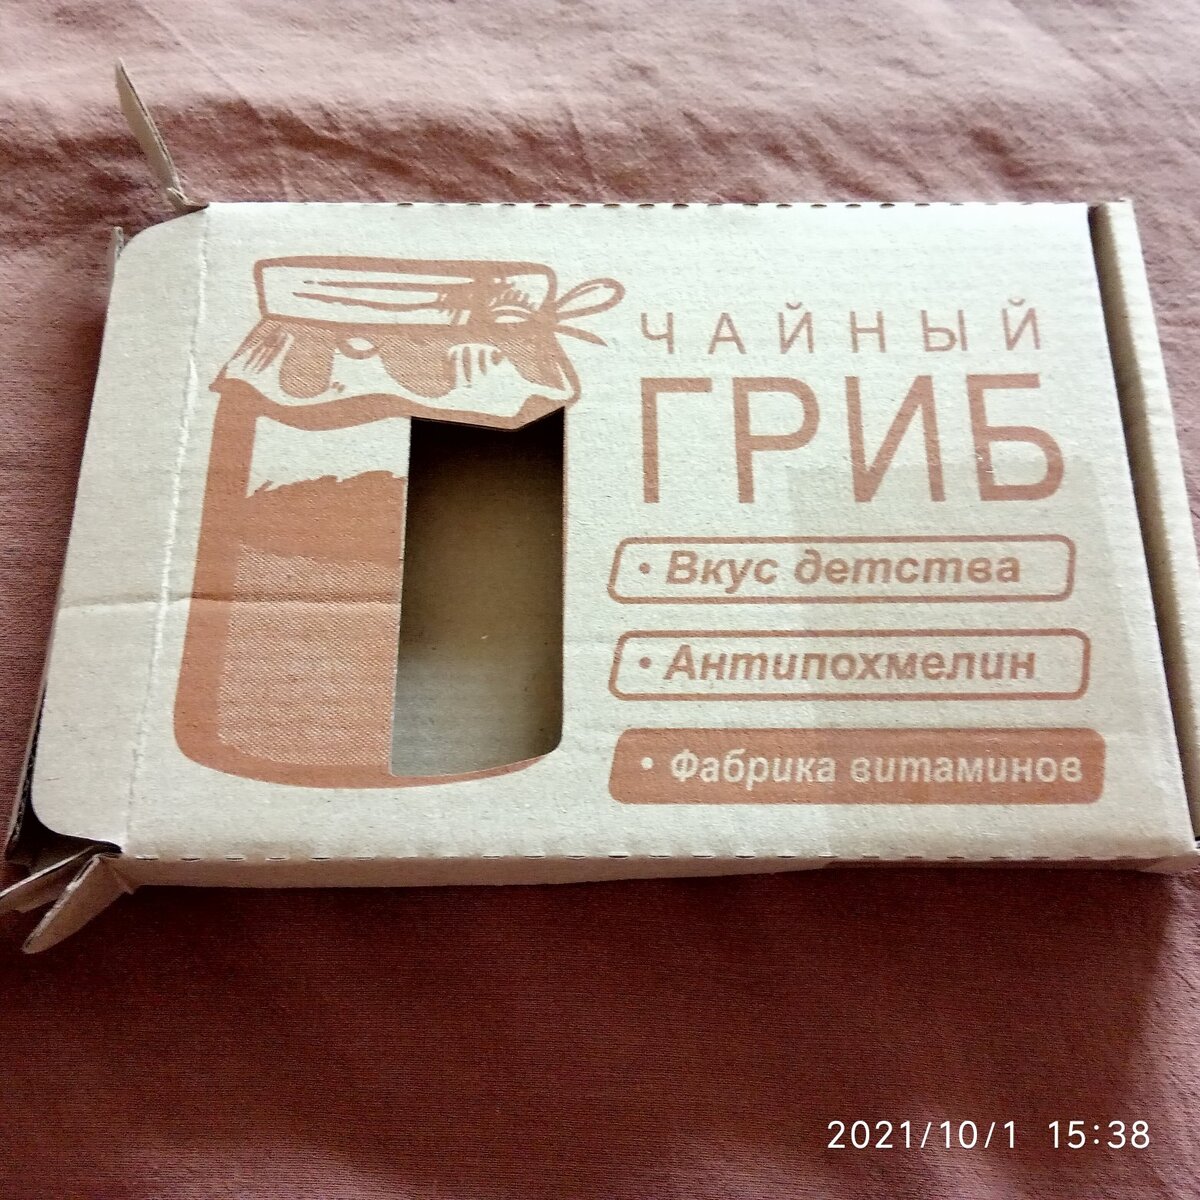 ЧАЙНЫЙ
ГРИБ
• Вкус детства
• Антипохмелин
• Фабрика витаминов
2021/10/1 15:38